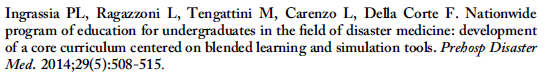 Ingrassia PL, Ragazzoni L, Tengattini M, Carenzo L, Della Corte F. Nationwide
program of education for undergraduates in the field of disaster medicine: development
of a core curriculum centered on blended learning and simulation tools. Prehosp Disaster
Med. 2014;29(5):508-515.